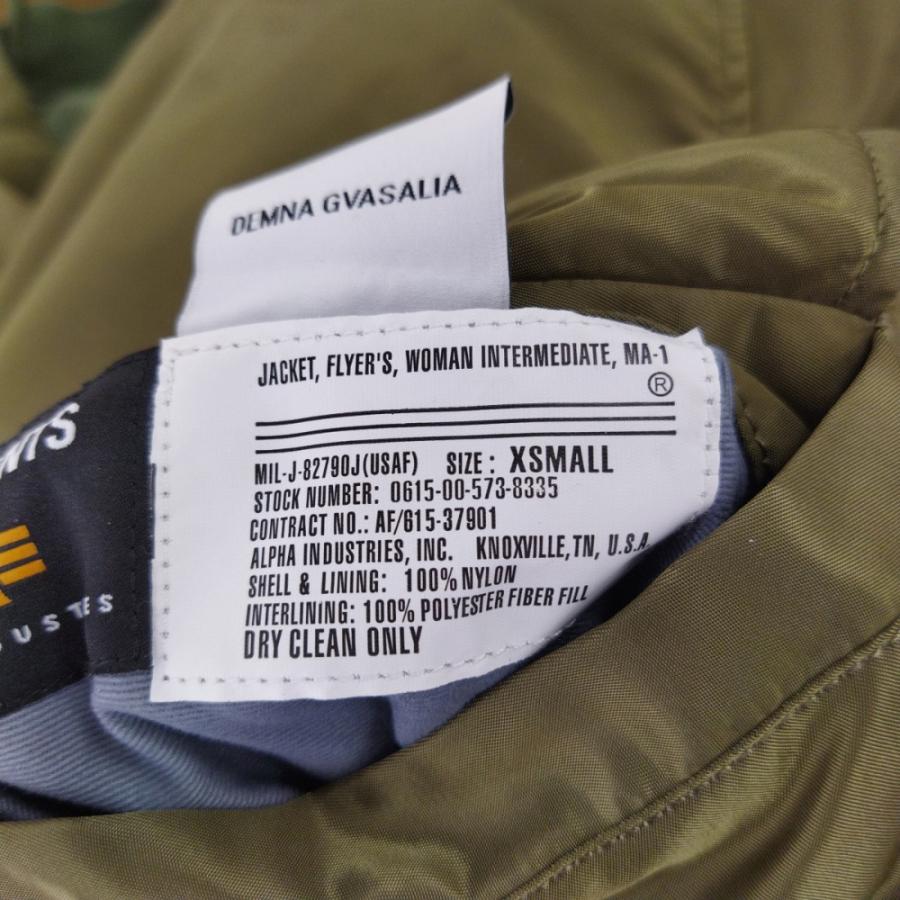 DEMNA GVASALIA
JACKET, FLYER'S, WOMAN INTERMEDIATE, MA-1
®
MIL-J-82790J(USAF) SIZE: XSMALL
STOCK NUMBER: 0615-00-573-8335
CONTRACT NO.: AF/615-37901
ALPHA INDUSTRIES, INC. KNOXVILLE,TN, U.S.A.
SHELL & LINING: 100% NYLON
INTERLINING: 100% POLYESTER FIBER FILL
DRY CLEAN ONLY